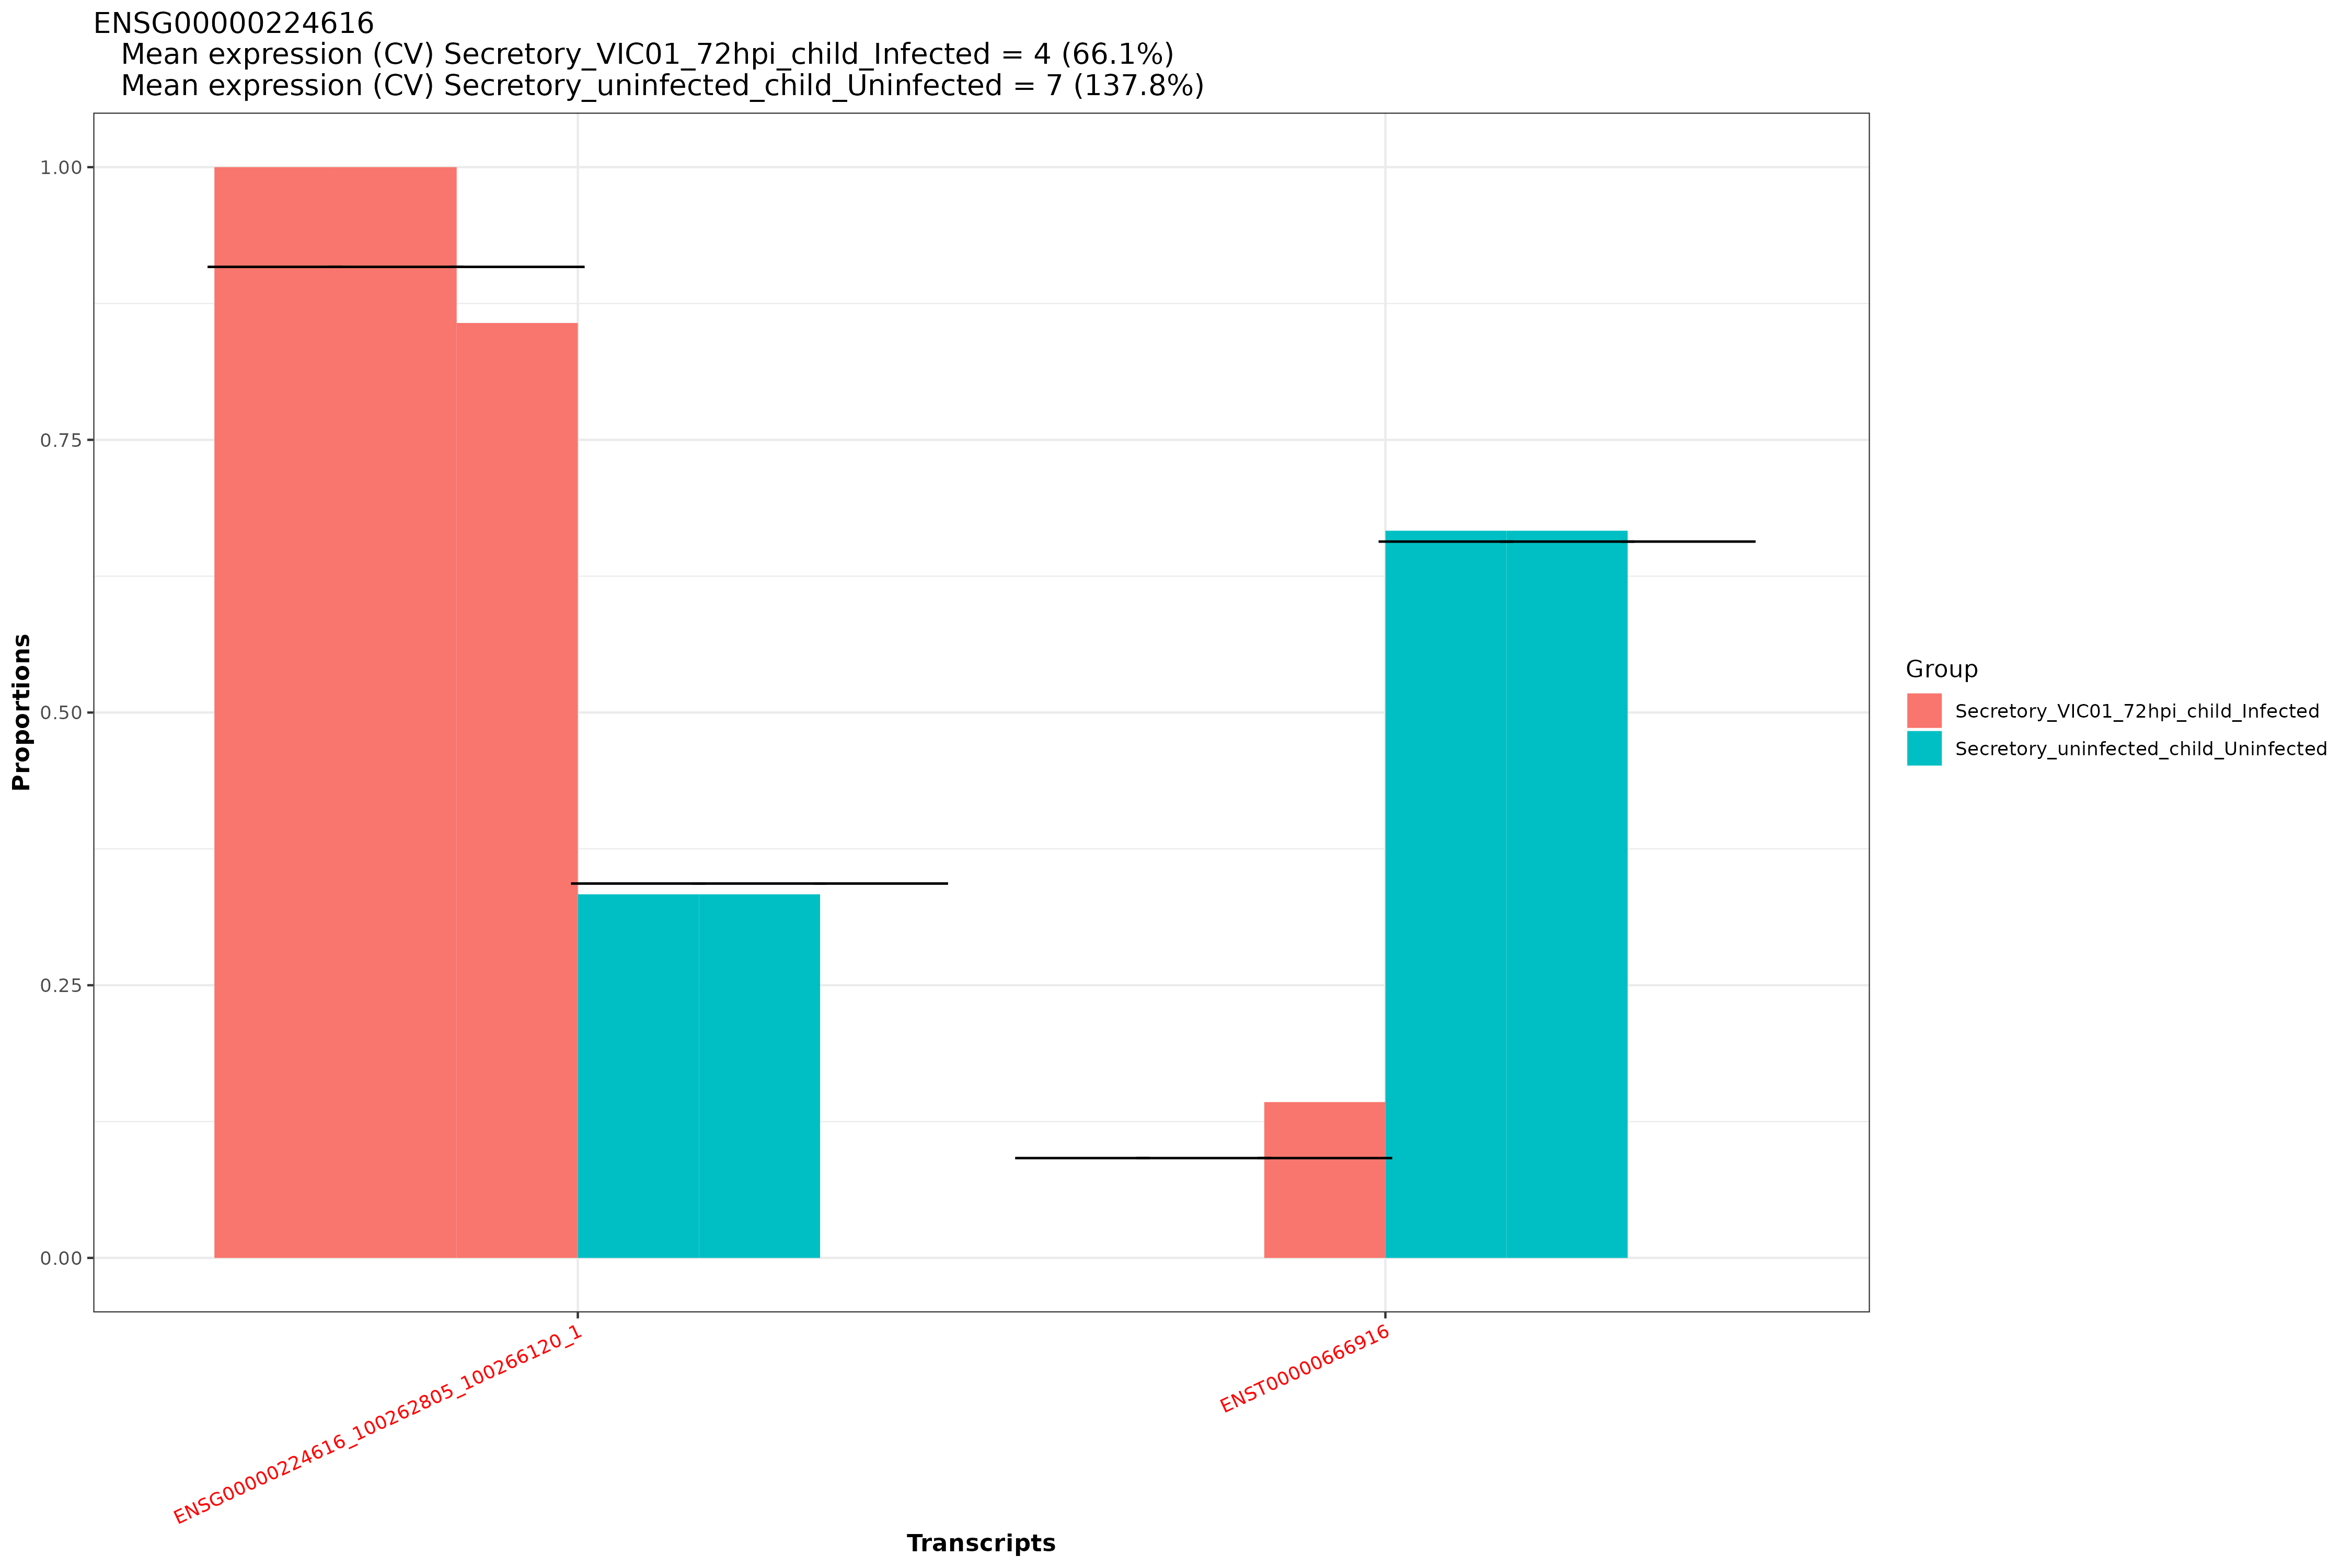 ENSG00000224616
Mean expression (CV) Secretory_VIC01_72hpi_child_Infected = 4 (66.1%)
Mean expression (CV) Secretory_uninfected_child_Uninfected = 7 (137.8%)
1.00
0.75
0.50
0.25
0.00
Proportions
ENSG00000224616_100262805_100266120_1
ENST00000666916
Transcripts
Group
Secretory_VIC01_72hpi_child_Infected
Secretory_uninfected_child_Uninfected